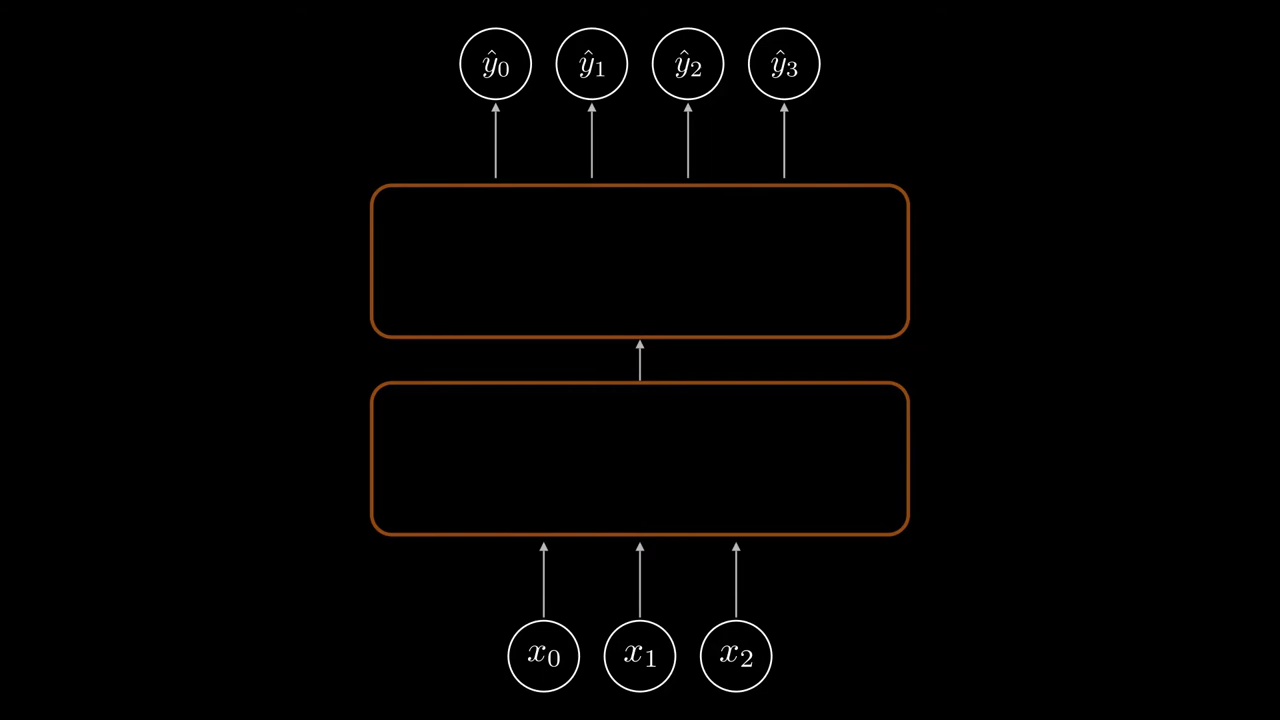 ŷ₀ ŷ₁ ŷ₂ ŷ₃
x₀ x₁ x₂